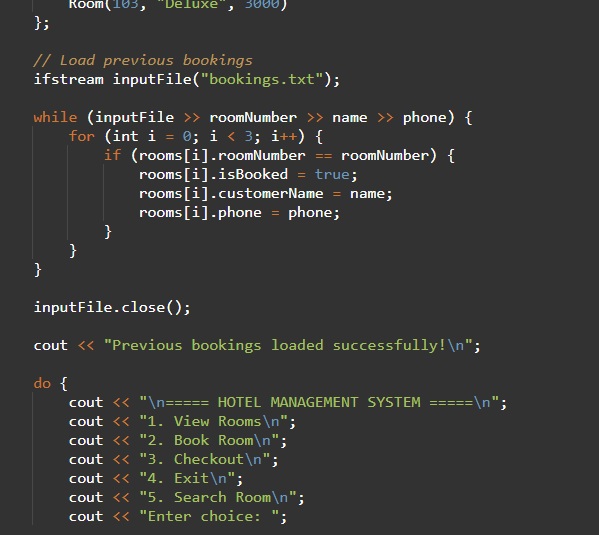 Room(103, "Deluxe", 3000)
};
// Load previous bookings
ifstream inputFile("bookings.txt");
while (inputFile >> roomNumber >> name >> phone) {
for (int i = 0; i < 3; i++) {
if (rooms[i].roomNumber == roomNumber) {
rooms[i].isBooked = true;
rooms[i].customerName = name;
rooms[i].phone = phone;
}
}
}
inputFile.close();
cout << "Previous bookings loaded successfully!\n";
do {
cout << "\n===== HOTEL MANAGEMENT SYSTEM =====\n";
cout << "1. View Rooms\n";
cout << "2. Book Room\n";
cout << "3. Checkout\n";
cout << "4. Exit\n";
cout << "5. Search Room\n";
cout << "Enter choice: ";